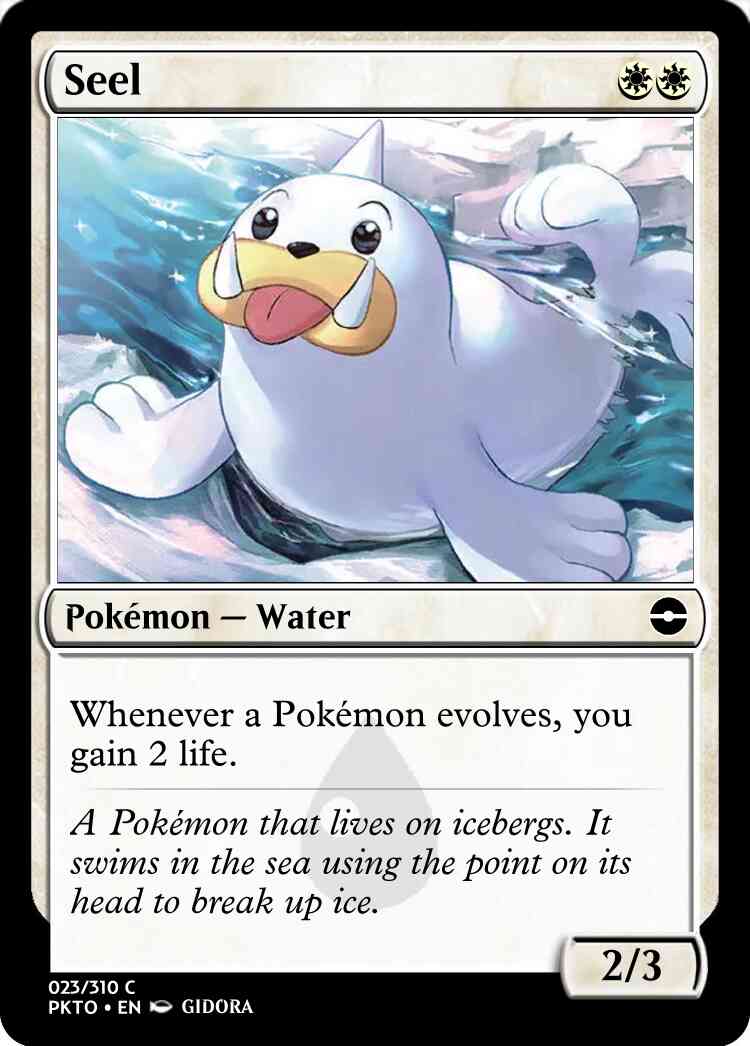 Seel
Pokémon — Water
Whenever a Pokémon evolves, you
gain 2 life.
A Pokémon that lives on icebergs. It
swims in the sea using the point on its
head to break up ice.
2/3
023/310 C
PKTO • EN GIDORA